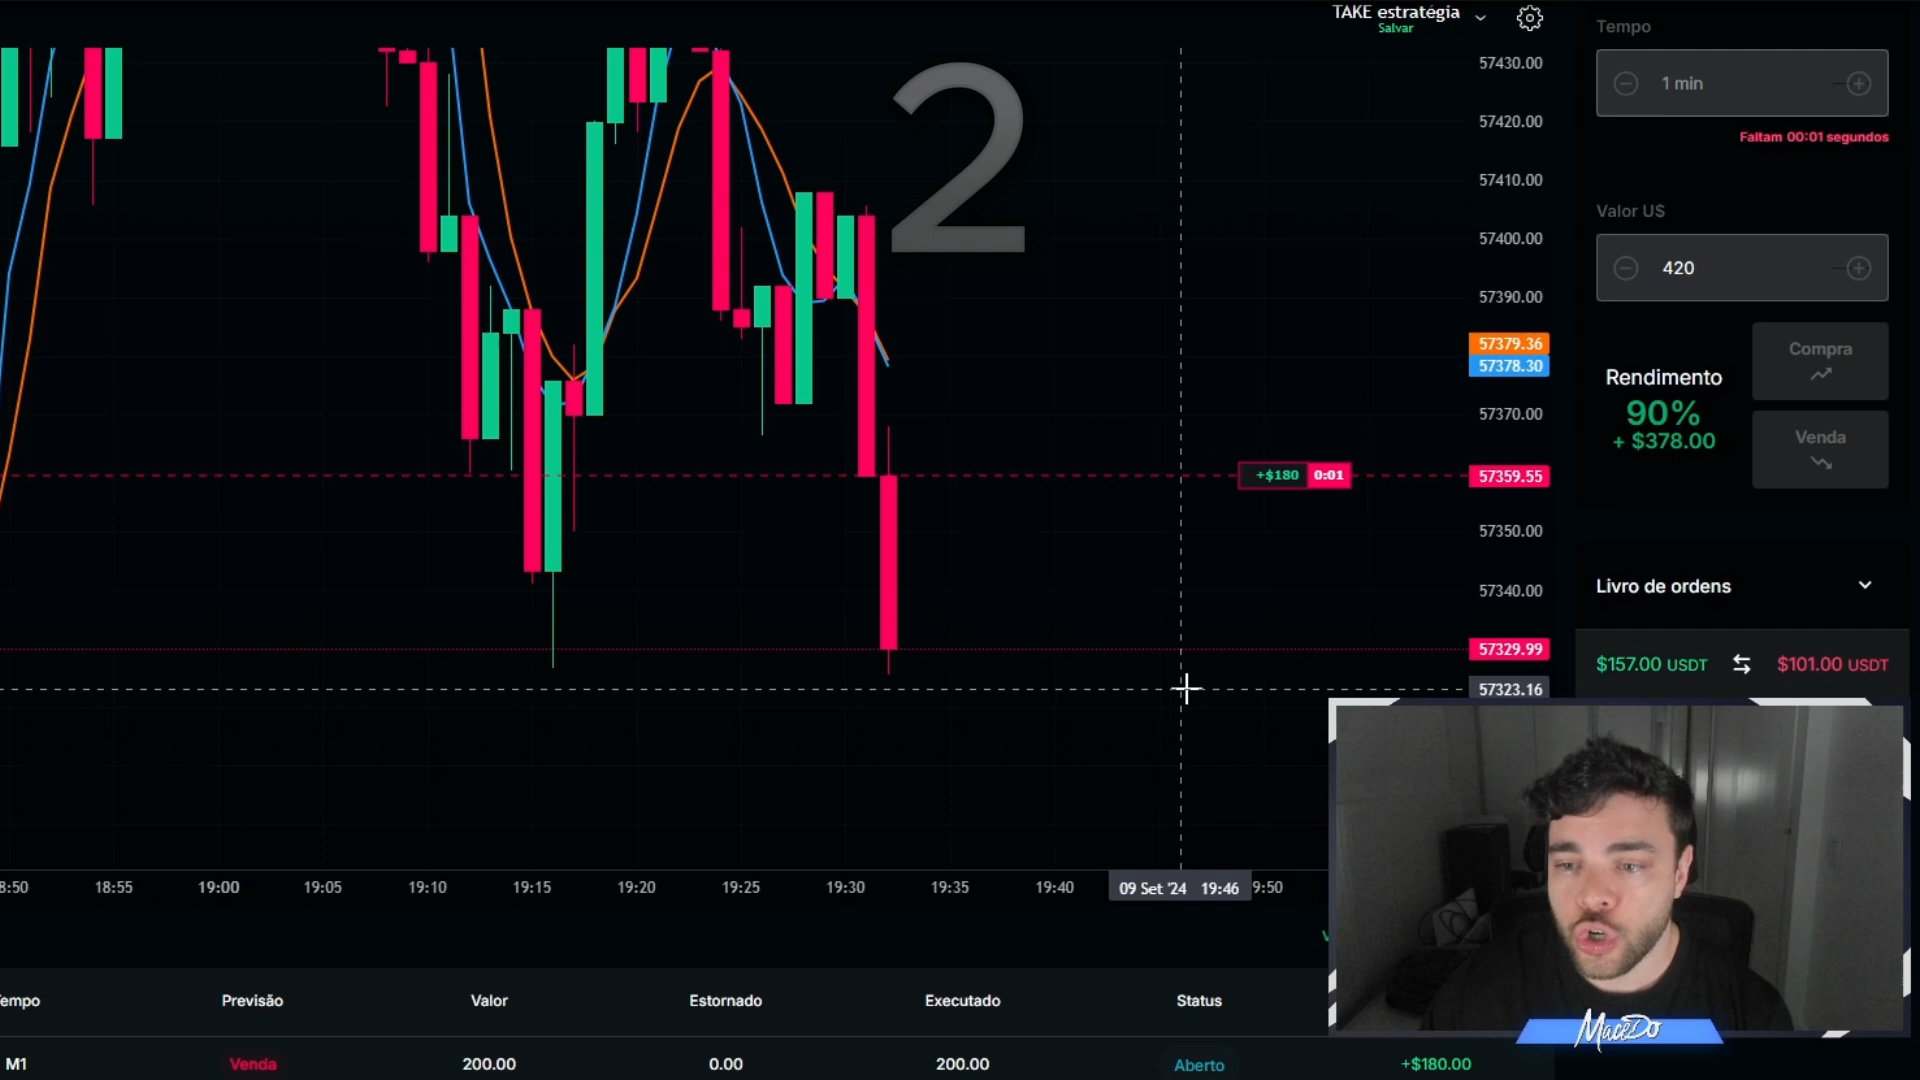 TAKE estratégia
Salvar
2
57430.00
57420.00
57410.00
57400.00
57390.00
57379.36
57378.30
57370.00
+$180 0:01
57359.55
57350.00
57340.00
57329.99
57323.16
8:50 18:55 19:00 19:05 19:10 19:15 19:20 19:25 19:30 19:35 19:40 09 Set '24 19:46 9:50
Tempo
1 min
Faltam 00:01 segundos
Valor U$
420
Rendimento
90%
+ $378.00
Compra
Venda
Livro de ordens
$157.00 USDT $101.00 USDT
empo Previsão Valor Estornado Executado Status
M1 Venda 200.00 0.00 200.00 Aberto +$180.00
MaceDo